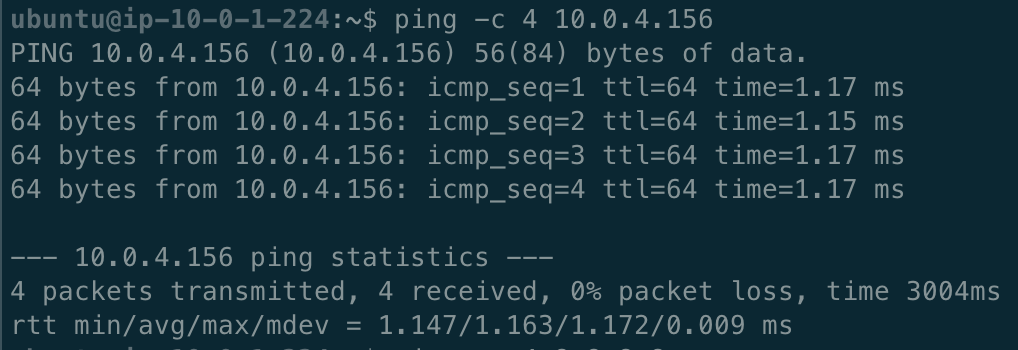 ubuntu@ip-10-0-1-224:~$ ping -c 4 10.0.4.156
PING 10.0.4.156 (10.0.4.156) 56(84) bytes of data.
64 bytes from 10.0.4.156: icmp_seq=1 ttl=64 time=1.17 ms
64 bytes from 10.0.4.156: icmp_seq=2 ttl=64 time=1.15 ms
64 bytes from 10.0.4.156: icmp_seq=3 ttl=64 time=1.17 ms
64 bytes from 10.0.4.156: icmp_seq=4 ttl=64 time=1.17 ms
--- 10.0.4.156 ping statistics ---
4 packets transmitted, 4 received, 0% packet loss, time 3004ms
rtt min/avg/max/mdev = 1.147/1.163/1.172/0.009 ms